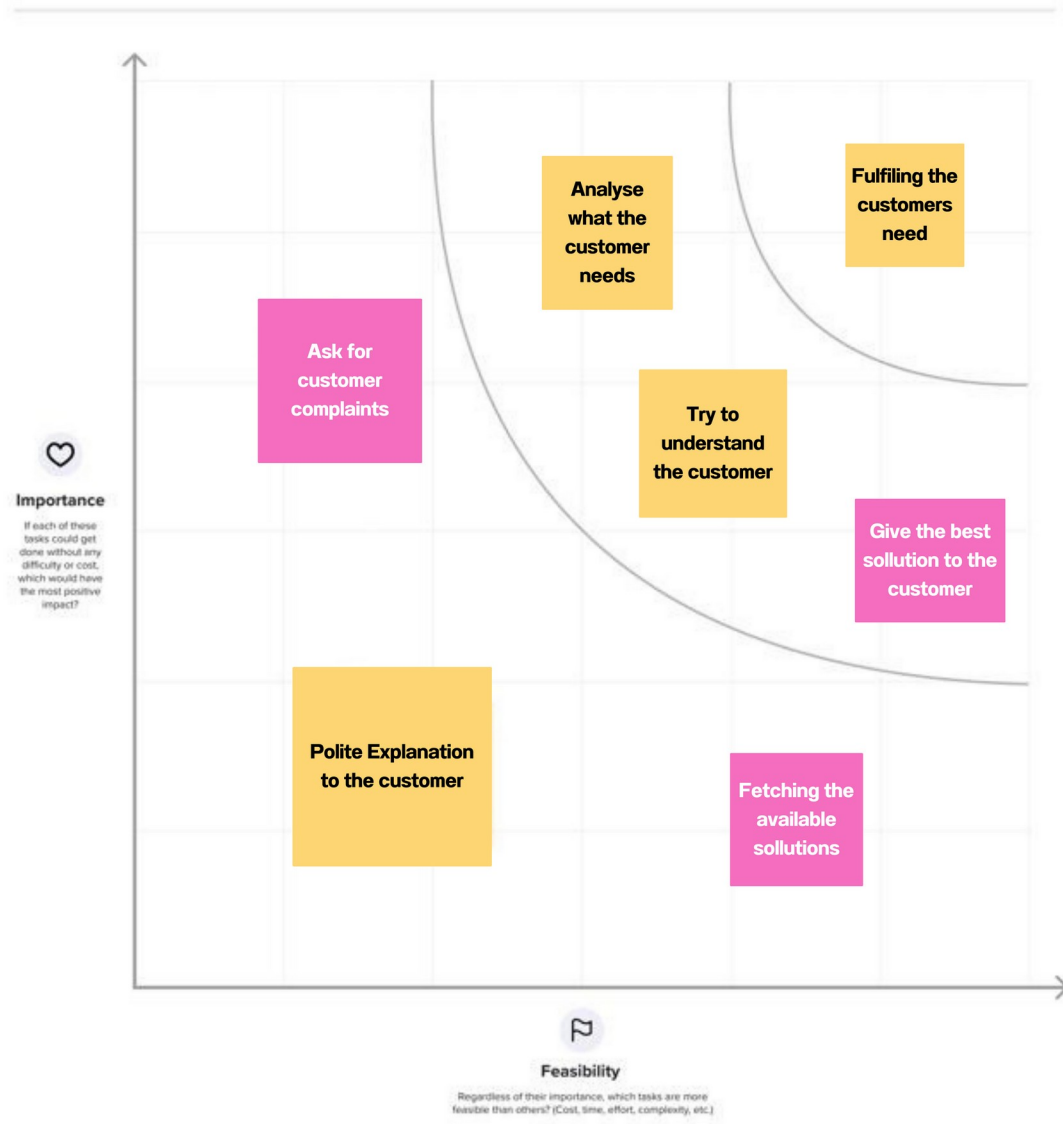 Analyse
what the
customer
needs
Fulfiling the
customers
need
Ask for
customer
complaints
Try to
understand
the customer
Give the best
sollution to the
customer
Polite Explanation
to the customer
Fetching the
available
sollutions
Importance
If each of these
tasks could get
done without any
difficulty or cost,
which would have
the most positive
impact?
Feasibility
Regardless of their importance, which tasks are more
feasible than others? (Cost, time, effort, complexity, etc.)